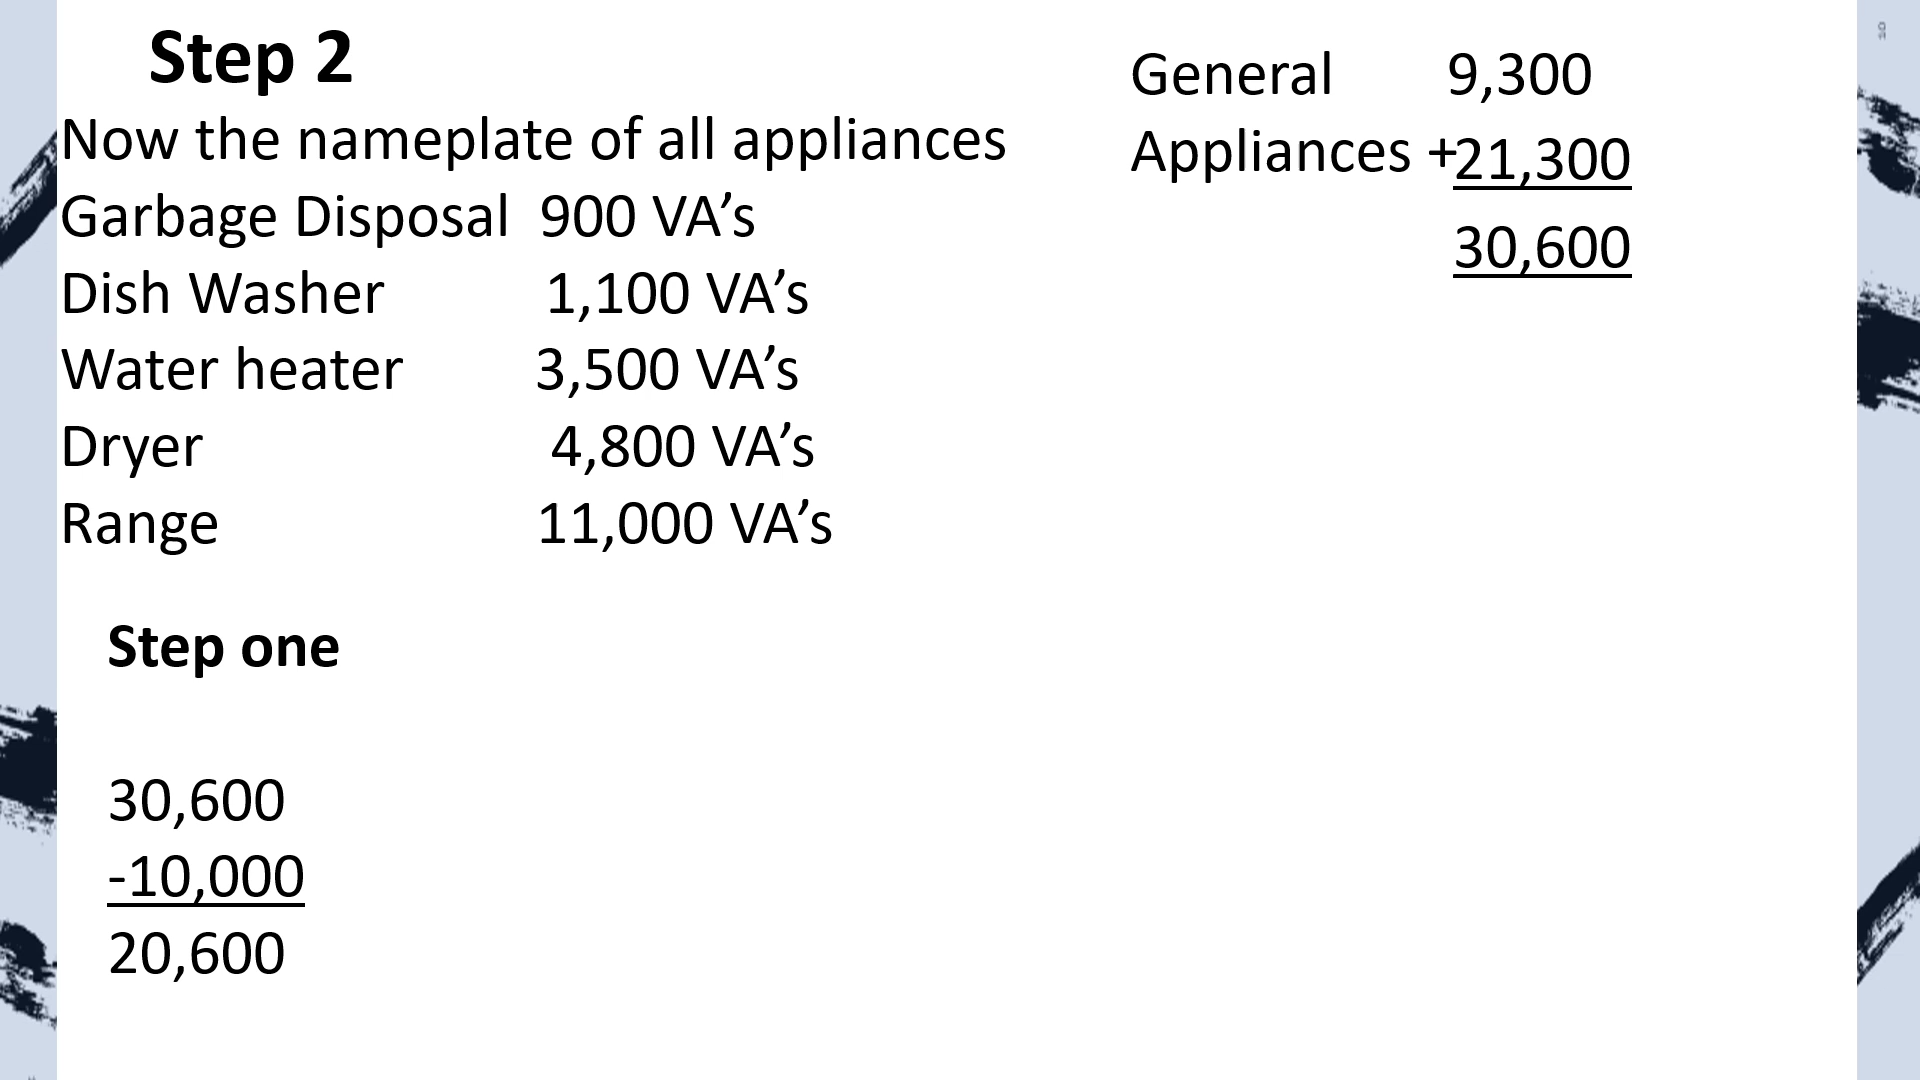 Step 2
Now the nameplate of all appliances
Garbage Disposal 900 VA’s
Dish Washer 1,100 VA’s
Water heater 3,500 VA’s
Dryer 4,800 VA’s
Range 11,000 VA’s
General 9,300
Appliances +21,300
30,600
Step one
30,600
-10,000
20,600